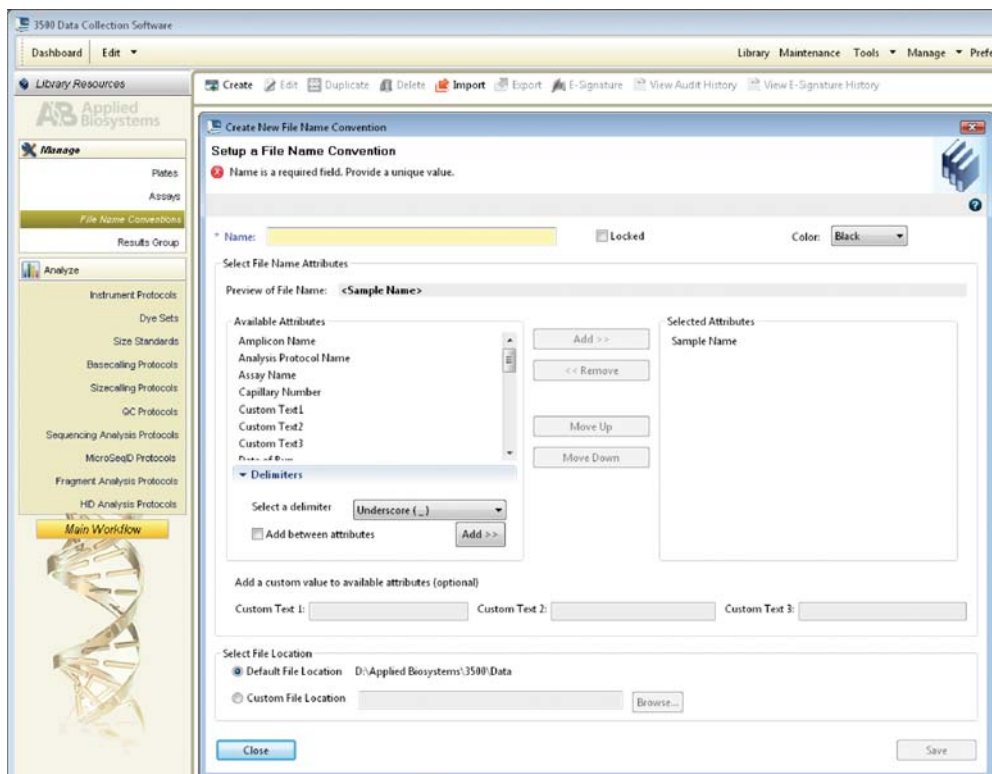 3500 Data Collection Software
Dashboard Edit Library Maintenance Tools Manage Prefe
Library Resources
AB Applied Biosystems
Manage
Plates
Assays
File Name Conventions
Results Group
Analyze
Instrument Protocols
Dye Sets
Size Standards
Basecalling Protocols
Sizecalling Protocols
QC Protocols
Sequencing Analysis Protocols
MicroSeqID Protocols
Fragment Analysis Protocols
HID Analysis Protocols
Main Workflow
Create Edit Duplicate Delete Import Export E-Signature View Audit History View E-Signature History
Create New File Name Convention
Setup a File Name Convention
Name is a required field. Provide a unique value.
* Name: Locked Color: Black
Select File Name Attributes
Preview of File Name: <Sample Name>
Available Attributes
Amplicon Name
Analysis Protocol Name
Assay Name
Capillary Number
Custom Text1
Custom Text2
Custom Text3
Date of Run
Delimiters
Select a delimiter Underscore ( _ )
Add between attributes Add >>
Add >>
<< Remove
Move Up
Move Down
Selected Attributes
Sample Name
Add a custom value to available attributes (optional)
Custom Text 1: Custom Text 2: Custom Text 3:
Select File Location
Default File Location D:\Applied Biosystems\3500\Data
Custom File Location Browse...
Close Save